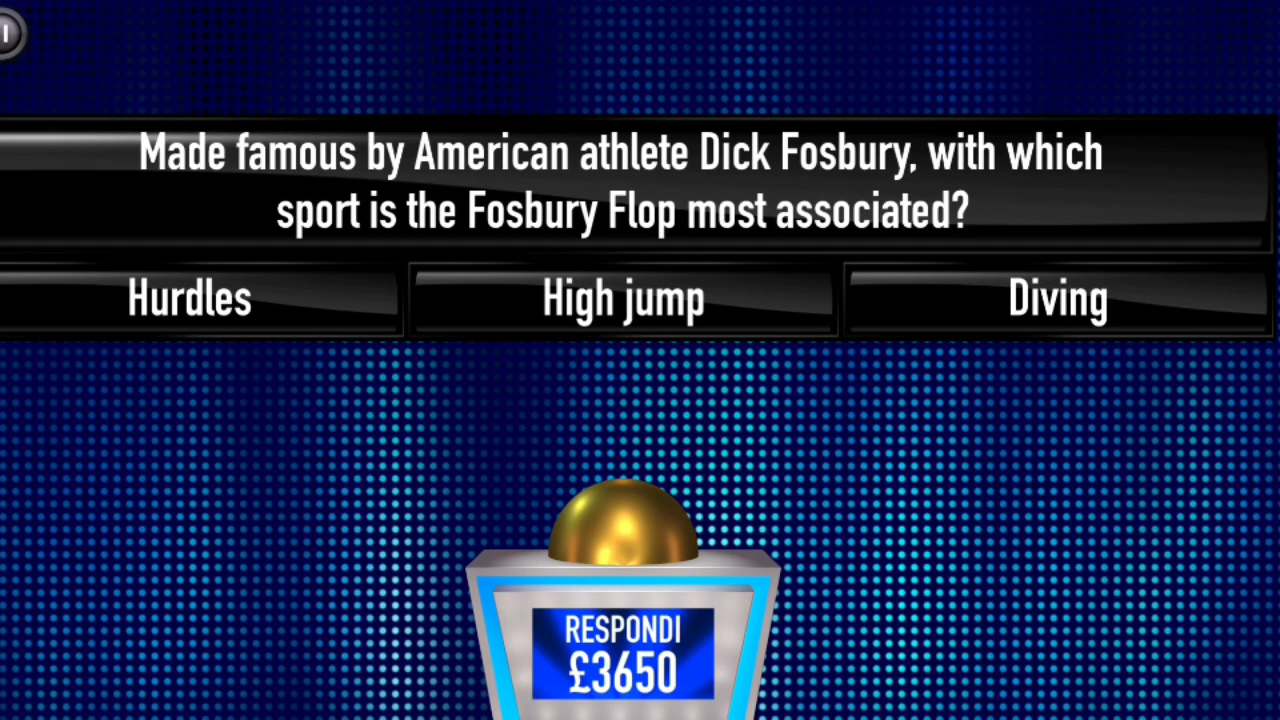 Made famous by American athlete Dick Fosbury, with which
sport is the Fosbury Flop most associated?
Hurdles
High jump
Diving
RESPONDI
£3650